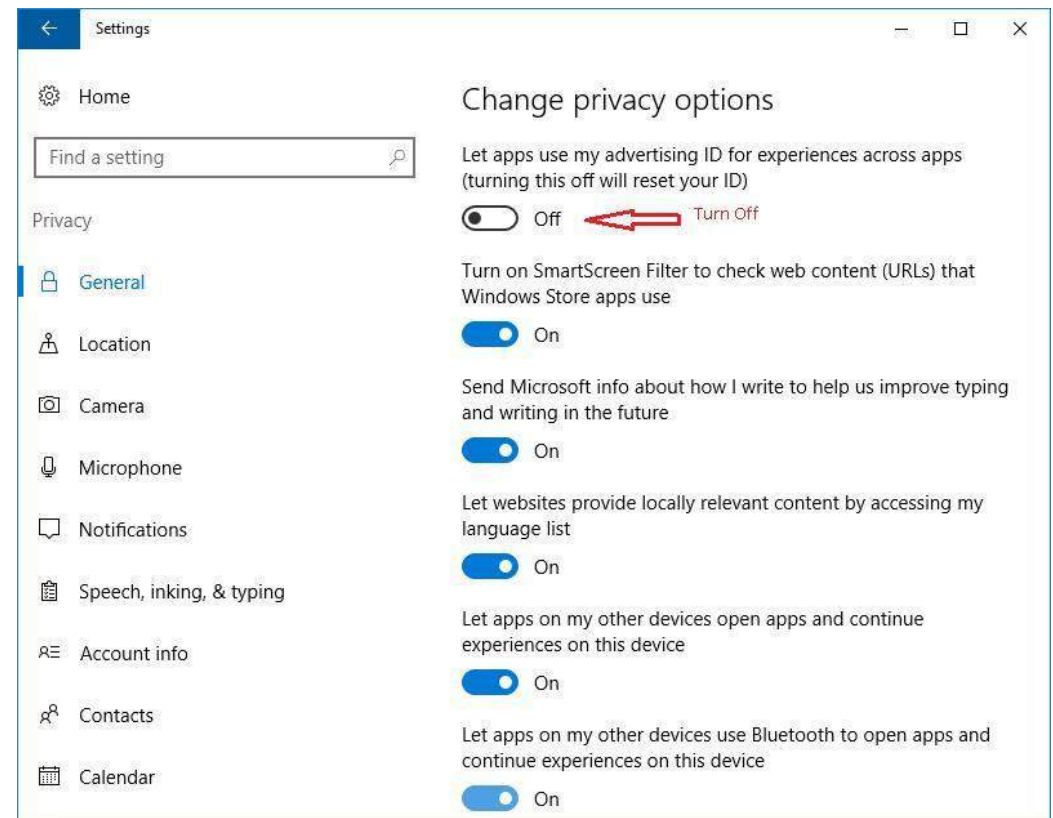 Settings
Home
Find a setting
Privacy
General
Location
Camera
Microphone
Notifications
Speech, inking, & typing
Account info
Contacts
Calendar
Change privacy options
Let apps use my advertising ID for experiences across apps
(turning this off will reset your ID)
Off
Turn Off
Turn on SmartScreen Filter to check web content (URLs) that
Windows Store apps use
On
Send Microsoft info about how I write to help us improve typing
and writing in the future
On
Let websites provide locally relevant content by accessing my
language list
On
Let apps on my other devices open apps and continue
experiences on this device
On
Let apps on my other devices use Bluetooth to open apps and
continue experiences on this device
On